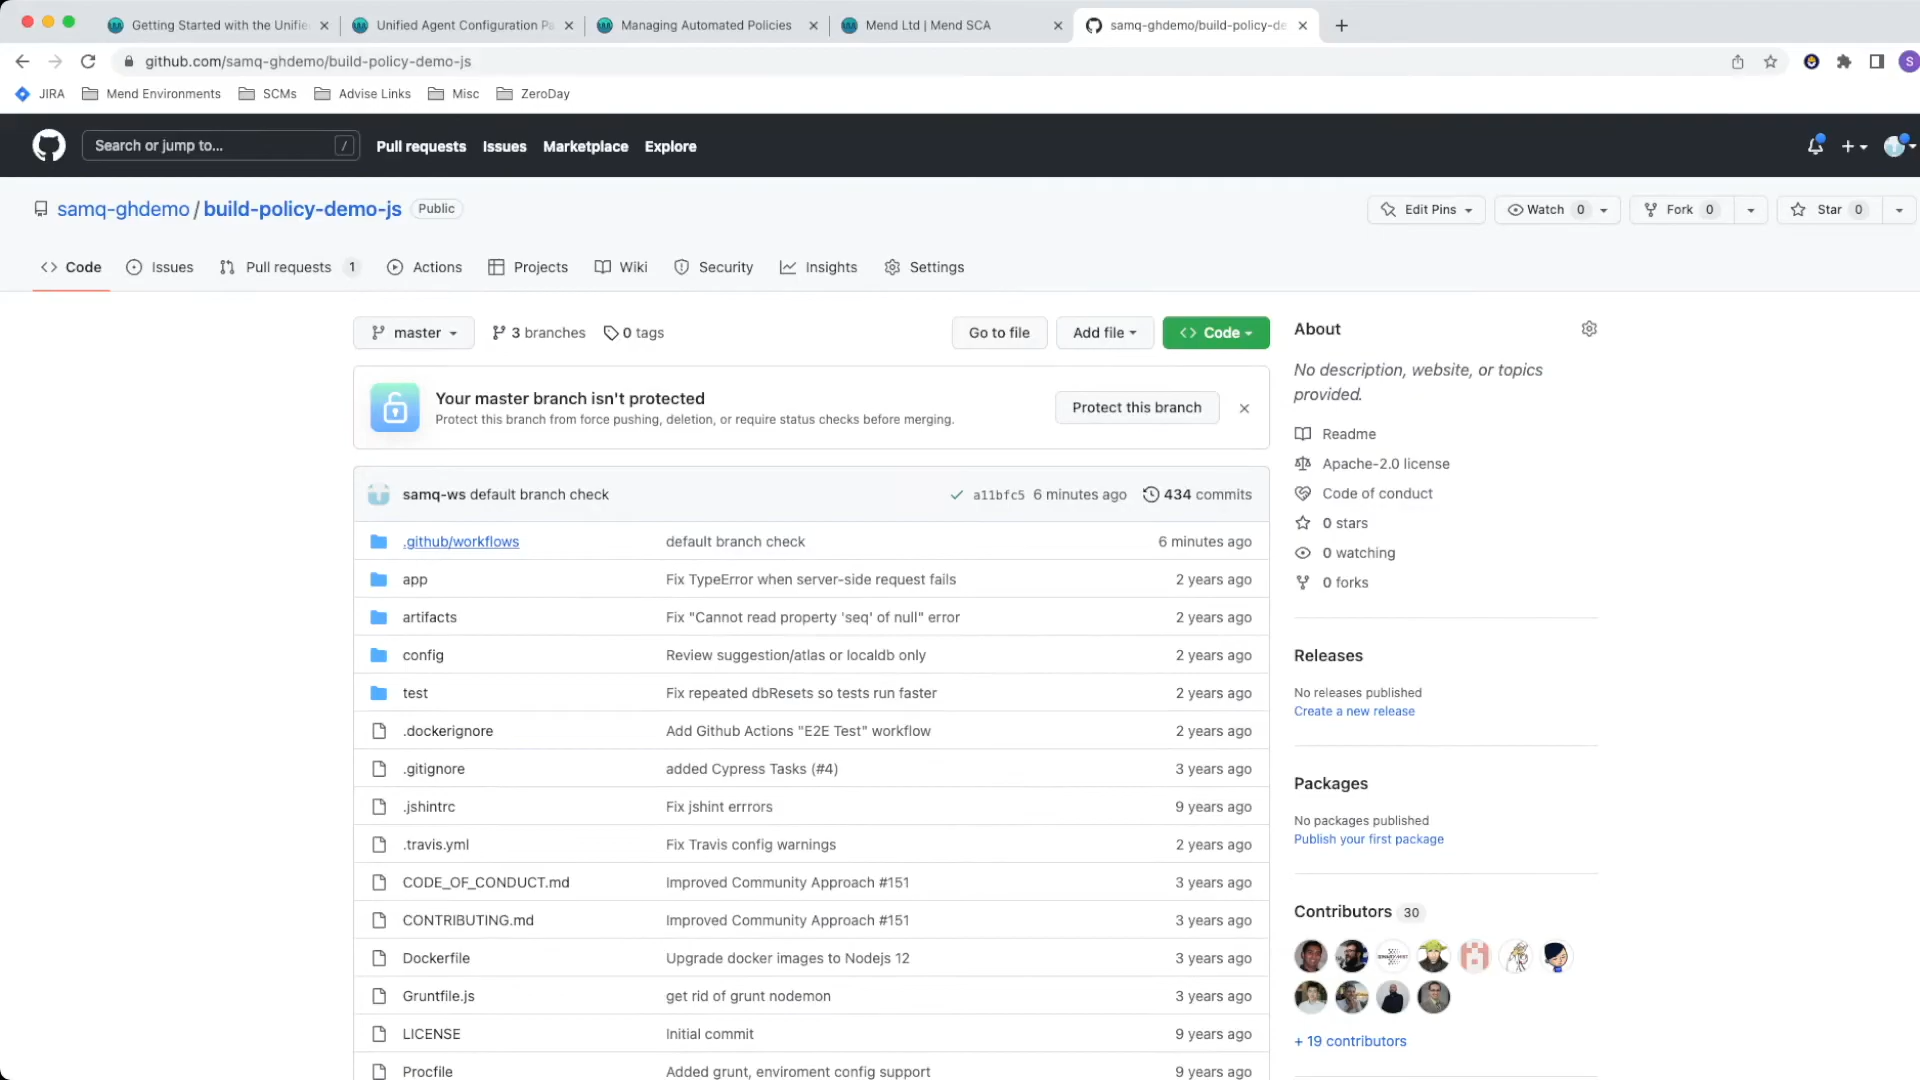 Getting Started with the Unifie
Unified Agent Configuration Pa
Managing Automated Policies
Mend Ltd | Mend SCA
samq-ghdemo/build-policy-de
github.com/samq-ghdemo/build-policy-demo-js
S
JIRA
Mend Environments
SCMs
Advise Links
Misc
ZeroDay
Search or jump to...
/
Pull requests
Issues
Marketplace
Explore
samq-ghdemo / build-policy-demo-js
Public
Edit Pins
Watch 0
Fork 0
Star 0
Code
Issues
Pull requests 1
Actions
Projects
Wiki
Security
Insights
Settings
master
3 branches
0 tags
Go to file
Add file
Code
Your master branch isn't protected
Protect this branch from force pushing, deletion, or require status checks before merging.
Protect this branch
samq-ws default branch check
a11bfc5 6 minutes ago
434 commits
.github/workflows default branch check 6 minutes ago
app Fix TypeError when server-side request fails 2 years ago
artifacts Fix "Cannot read property 'seq' of null" error 2 years ago
config Review suggestion/atlas or localdb only 2 years ago
test Fix repeated dbResets so tests run faster 2 years ago
.dockerignore Add Github Actions "E2E Test" workflow 2 years ago
.gitignore added Cypress Tasks (#4) 3 years ago
.jshintrc Fix jshint errrors 9 years ago
.travis.yml Fix Travis config warnings 2 years ago
CODE_OF_CONDUCT.md Improved Community Approach #151 3 years ago
CONTRIBUTING.md Improved Community Approach #151 3 years ago
Dockerfile Upgrade docker images to Nodejs 12 3 years ago
Gruntfile.js get rid of grunt nodemon 3 years ago
LICENSE Initial commit 9 years ago
Procfile Added grunt, enviroment config support 9 years ago
About
No description, website, or topics
provided.
Readme
Apache-2.0 license
Code of conduct
0 stars
0 watching
0 forks
Releases
No releases published
Create a new release
Packages
No packages published
Publish your first package
Contributors 30
+ 19 contributors